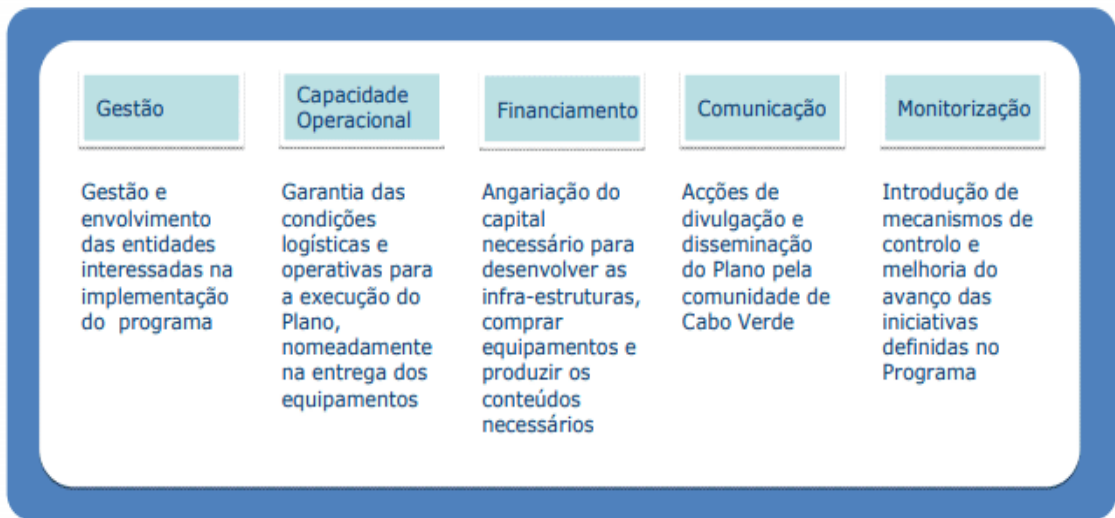 Gestão
Gestão e
envolvimento
das entidades
interessadas na
implementação
do programa
Capacidade
Operacional
Garantia das
condições
logísticas e
operativas para
a execução do
Plano,
nomeadamente
na entrega dos
equipamentos
Financiamento
Angariação do
capital
necessário para
desenvolver as
infra-estruturas,
comprar
equipamentos e
produzir os
conteúdos
necessários
Comunicação
Acções de
divulgação e
disseminação
do Plano pela
comunidade de
Cabo Verde
Monitorização
Introdução de
mecanismos de
controlo e
melhoria do
avanço das
iniciativas
definidas no
Programa